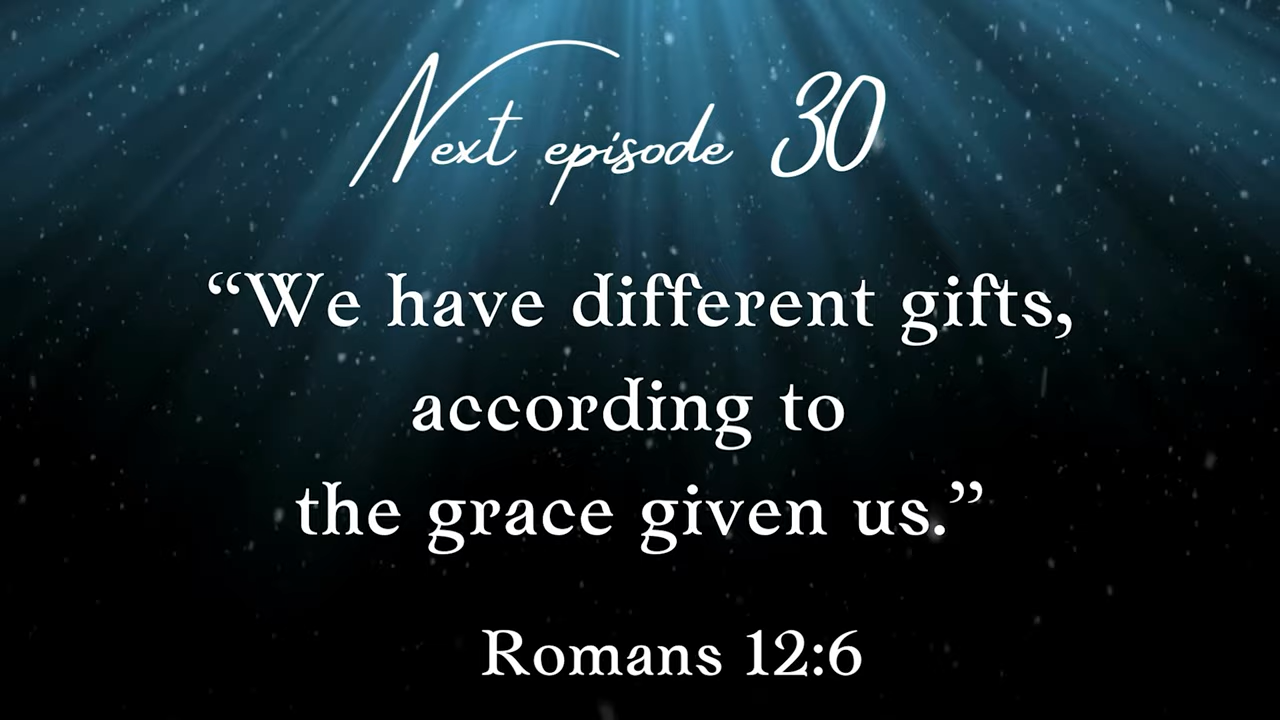 Next episode 30
“We have different gifts,
according to
the grace given us.”
Romans 12:6